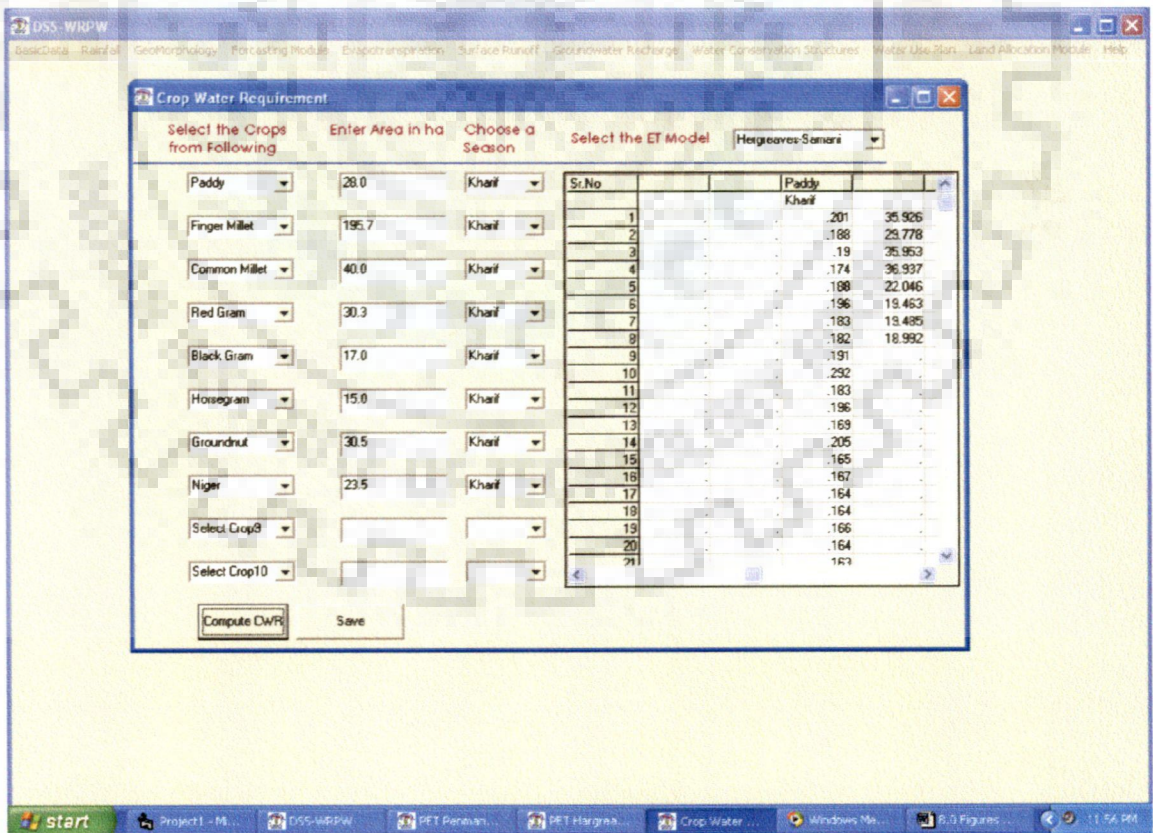 DSS-WRPW
BasicData Rainfall GeoMorphology Forcasting Module Evapotranspiration Surface Runoff Groundwater Recharge Water Conservation Structures Water Use Plan Land Allocation Module Help
Crop Water Requirement
Select the Crops from Following Enter Area in ha Choose a Season Select the ET Model Hergreaves-Samani
Paddy 28.0 Kharif
Finger Millet 195.7 Kharif
Common Millet 40.0 Kharif
Red Gram 30.3 Kharif
Black Gram 17.0 Kharif
Horsegram 15.0 Kharif
Groundnut 30.5 Kharif
Niger 23.5 Kharif
Select Crop9
Select Crop10
Compute CWR Save
Sr.No Paddy
Kharif
1 . . .201 35.926
2 . . .188 29.778
3 . . .19 35.953
4 . . .174 36.937
5 . . .188 22.046
6 . . .196 19.463
7 . . .183 19.485
8 . . .182 18.992
9 . . .191 .
10 . . .292 .
11 . . .183 .
12 . . .196 .
13 . . .169 .
14 . . .205 .
15 . . .165 .
16 . . .167 .
17 . . .164 .
18 . . .164 .
19 . . .166 .
20 . . .164 .
21 .163
start Project1 - Mi... DSS-WRPW PET Penman... PET Hargrea... Crop Water ... Windows Me... 8.0 Figures ... 11:56 PM